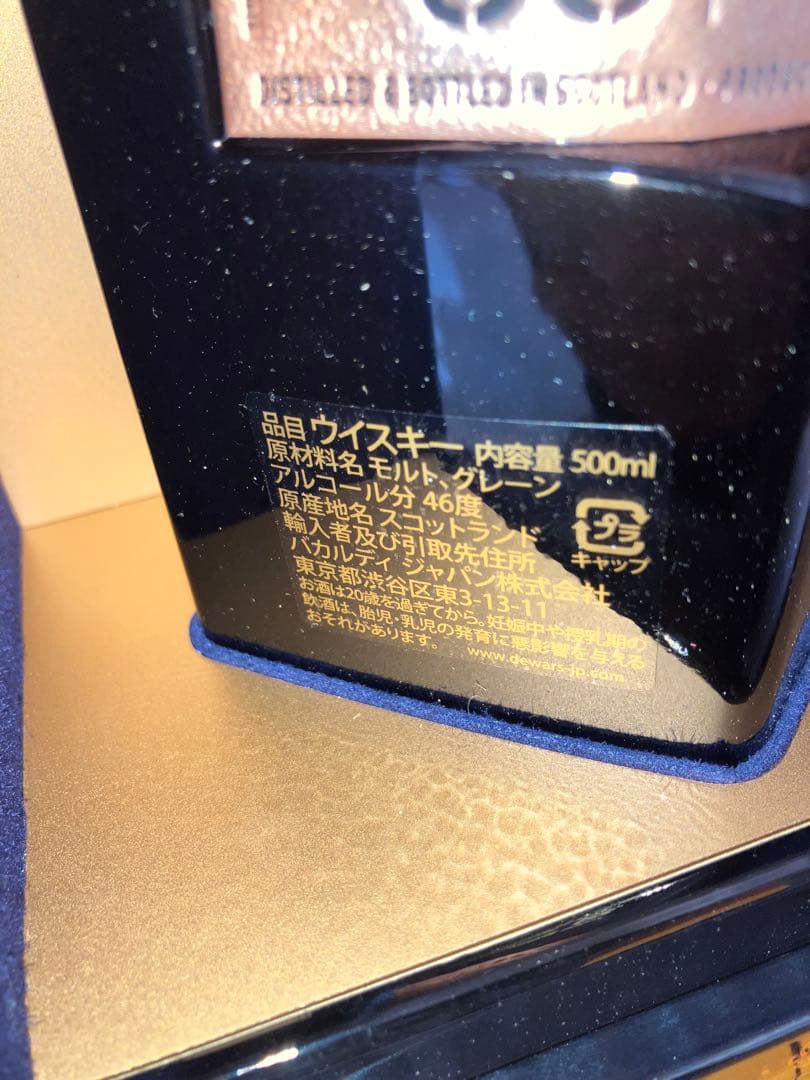 DISTILLED & BOTTLED IN SCOTLAND
品目 ウイスキー 内容量 500ml
原材料名 モルト、グレーン
アルコール分 46度
原産地名 スコットランド
輸入者及び引取先住所
バカルディ ジャパン株式会社
東京都渋谷区東3-13-11
お酒は20歳を過ぎてから。妊娠中や母乳期の
飲酒は、胎児・乳児の発育に悪影響を与える
おそれがあります。 www.dewars-jp.com
プラ
キャップ